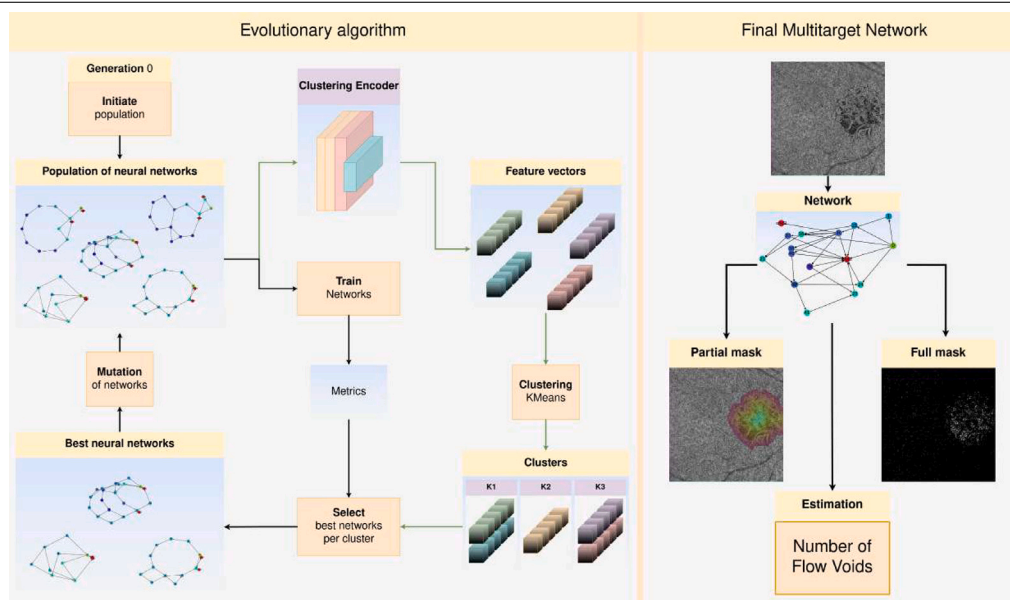 Evolutionary algorithm
Final Multitarget Network
Generation 0
Initiate
population
Clustering Encoder
Population of neural networks
Feature vectors
Network
Train
Networks
Partial mask
Full mask
Mutation
of networks
Metrics
Clustering
KMeans
Best neural networks
Clusters
K1
K2
K3
Select
best networks
per cluster
Estimation
Number of
Flow Voids